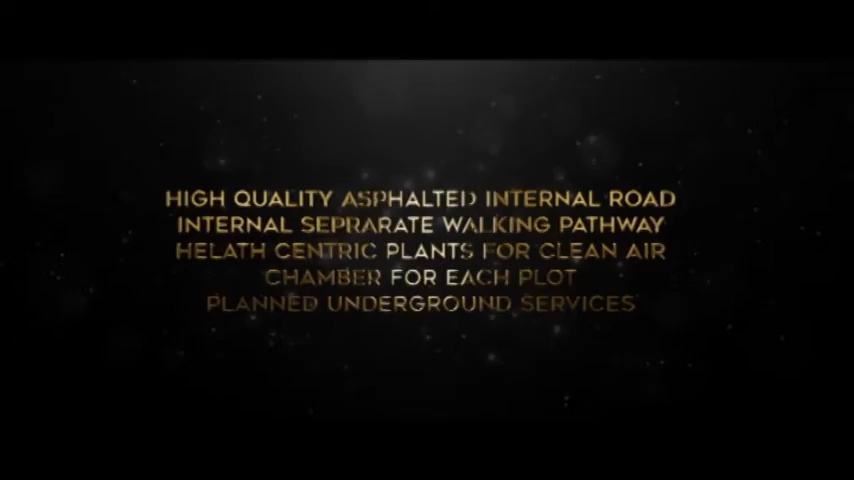 HIGH QUALITY ASPHALTED INTERNAL ROAD
INTERNAL SEPRARATE WALKING PATHWAY
HELATH CENTRIC PLANTS FOR CLEAN AIR
CHAMBER FOR EACH PLOT
PLANNED UNDERGROUND SERVICES